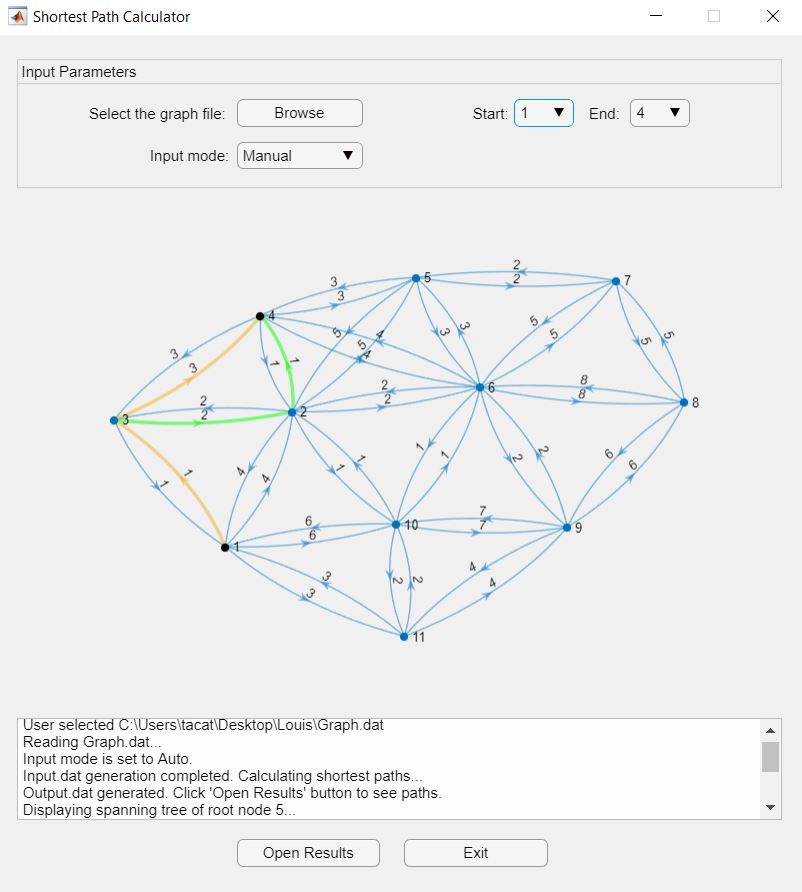 Shortest Path Calculator
Input Parameters
Select the graph file: Browse Start: 1 End: 4
Input mode: Manual
2
5 2 7
3
3
4
5 4 3 3 5 5 5 5
3 3 1 1 5 4
6 8
2 2 8 8
3 2 2 2
4 4 1 1 1 1 2 2 6 6
1 1
6 10 7 9
1 6 7
3 2 2 4
3 4
11
User selected C:\Users\tacat\Desktop\Louis\Graph.dat
Reading Graph.dat...
Input mode is set to Auto.
Input.dat generation completed. Calculating shortest paths...
Output.dat generated. Click 'Open Results' button to see paths.
Displaying spanning tree of root node 5...
Open Results Exit